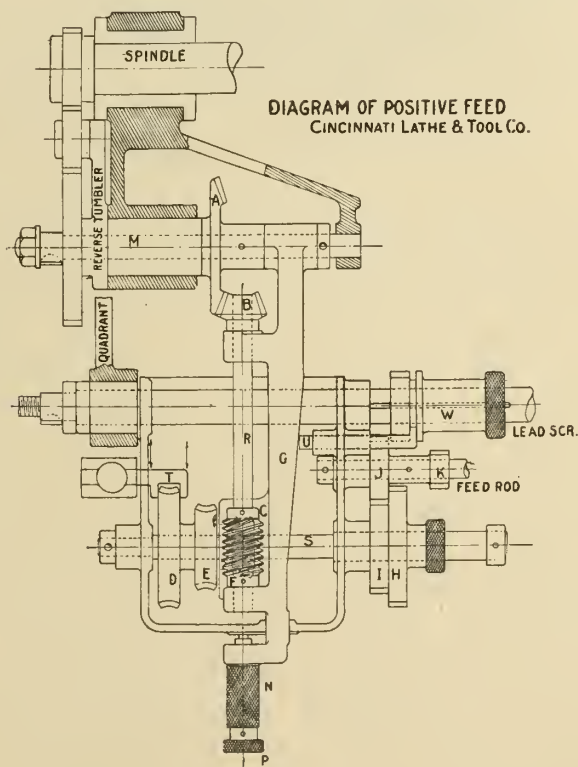 SPINDLE
DIAGRAM OF POSITIVE FEED
CINCINNATI LATHE & TOOL CO.
A
REVERSE TUMBLER
M
B
QUADRANT
R
G
W
U
LEAD SCR.
J
K
T
FEED ROD
C
S
D
E
F
I
H
N
P